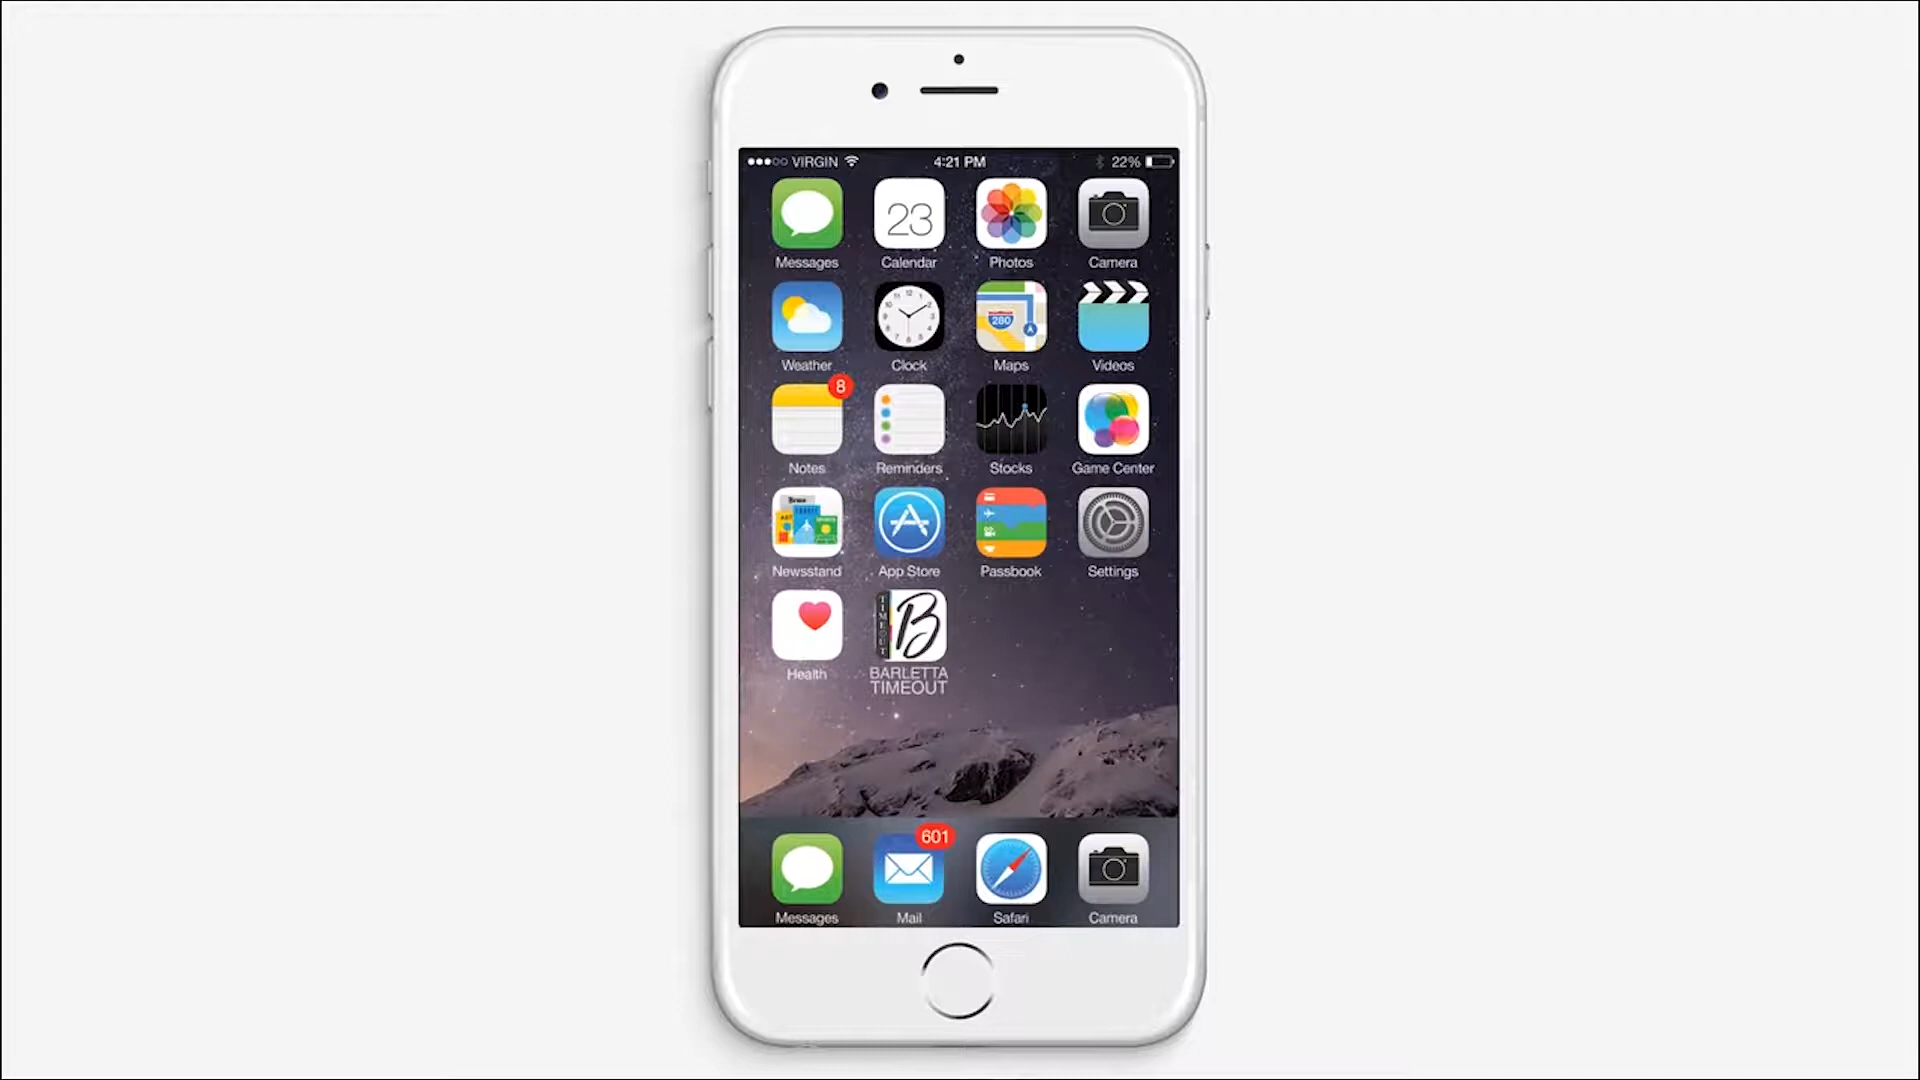 VIRGIN 4:21 PM 22%
23
Messages Calendar Photos Camera
280
Weather Clock Maps Videos
8
Notes Reminders Stocks Game Center
Newsstand App Store Passbook Settings
TIMEOUT B
Health BARLETTA
TIMEOUT
601
Messages Mail Safari Camera